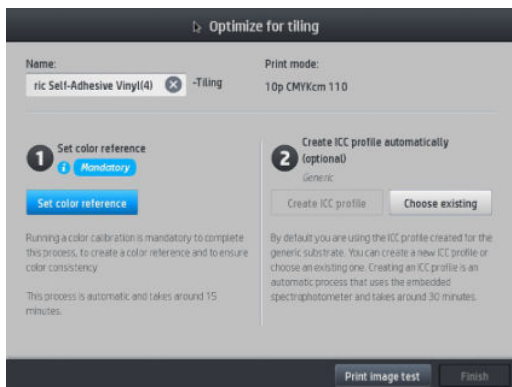 Optimize for tiling
Name:
ric Self-Adhesive Vinyl(4)
-Tiling
Print mode:
10p CMYKcm 110
1
Set color reference
i Mandatory
Set color reference
Running a color calibration is mandatory to complete
this process, to create a color reference and to ensure
color consistency
This process is automatic and takes around 15
minutes.
2
Create ICC profile automatically
(optional)
Generic
Create ICC profile
Choose existing
By default you are using the ICC profile created for the
generic substrate. You can create a new ICC profile or
choose an existing one. Creating an ICC profile is an
automatic process that uses the embedded
spectrophotometer and takes around 30 minutes.
Print image test
Finish